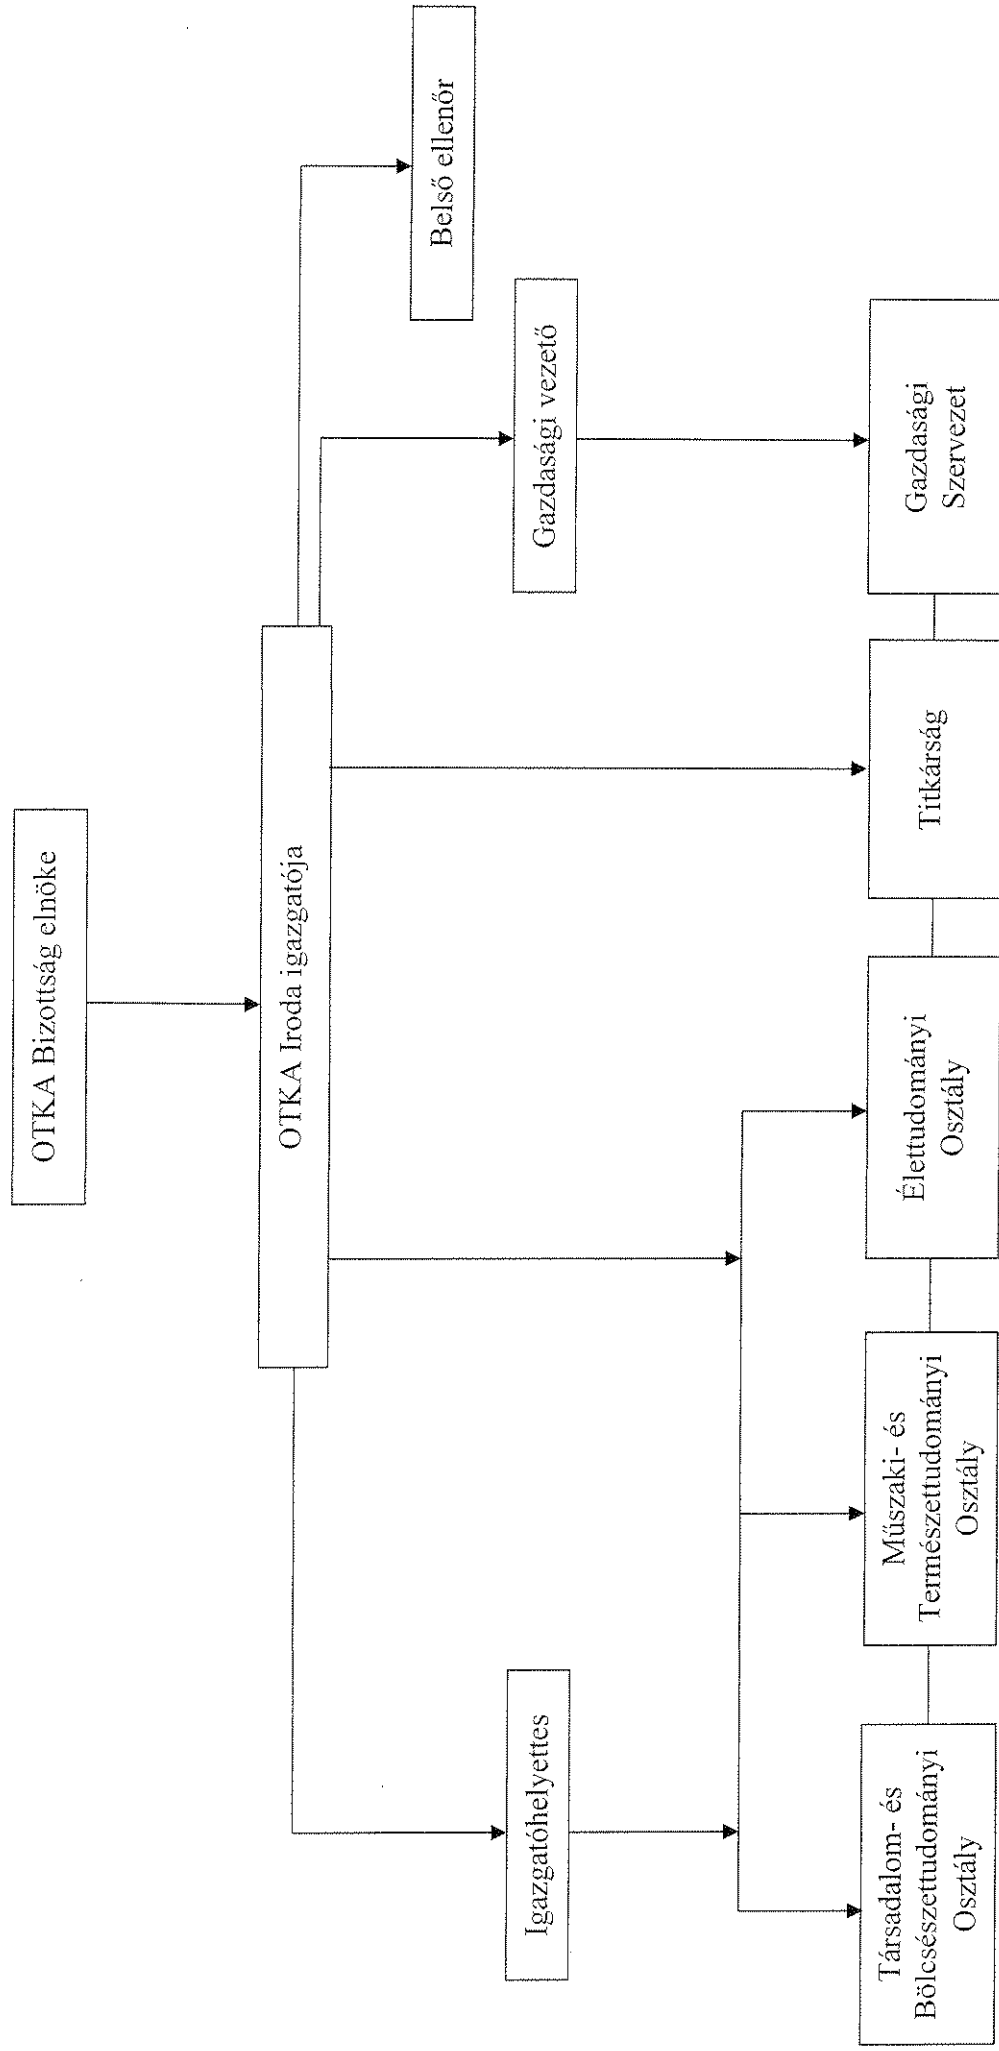 OTKA Bizottság elnöke
OTKA Iroda igazgatója
Belső ellenőr
Igazgatóhelyettes
Gazdasági vezető
Társadalom- és
Bölcsészettudományi
Osztály
Műszaki- és
Természettudományi
Osztály
Élettudományi
Osztály
Titkárság
Gazdasági
Szervezet